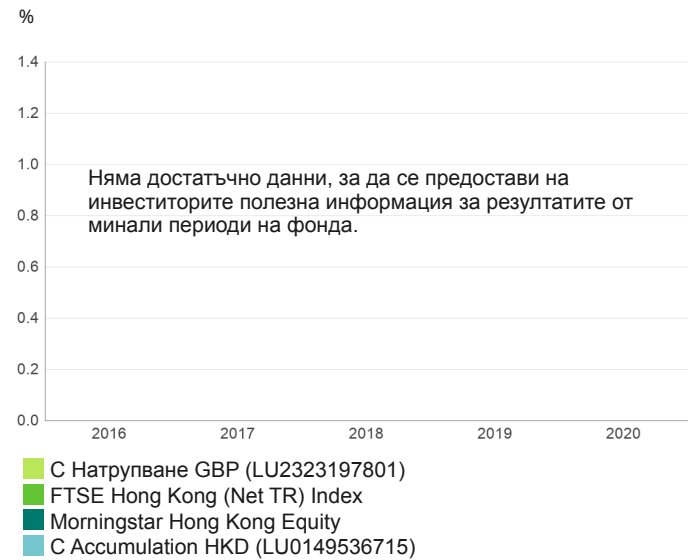 %
1.4
1.2
1.0
Няма достатъчно данни, за да се предостави на
инвеститорите полезна информация за резултатите от
минали периоди на фонда.
0.8
0.6
0.4
0.2
0.0
2016 2017 2018 2019 2020
С Натрупване GBP (LU2323197801)
FTSE Hong Kong (Net TR) Index
Morningstar Hong Kong Equity
C Accumulation HKD (LU0149536715)